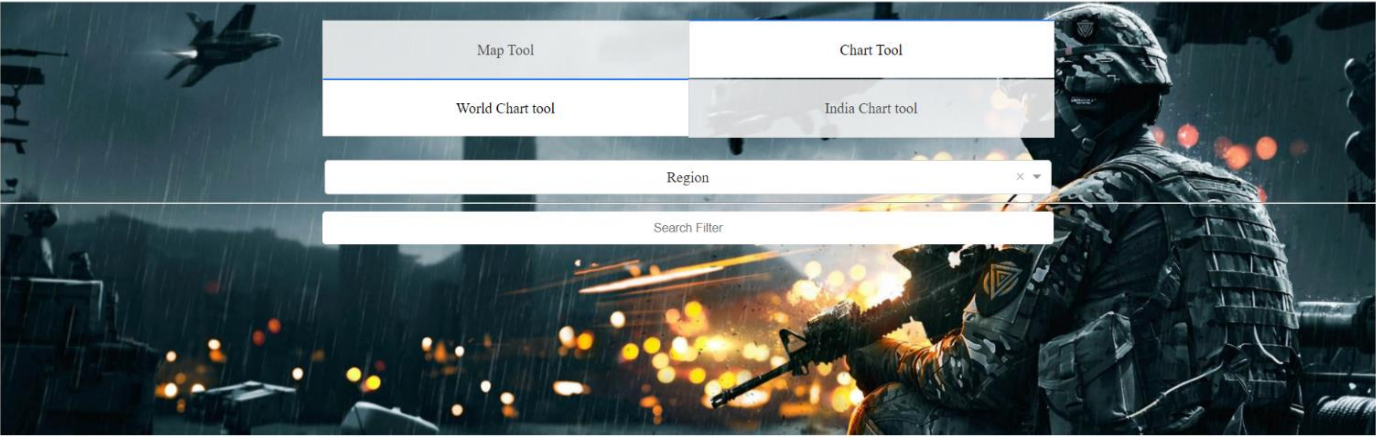 Map Tool
Chart Tool
World Chart tool
India Chart tool
Region
Search Filter